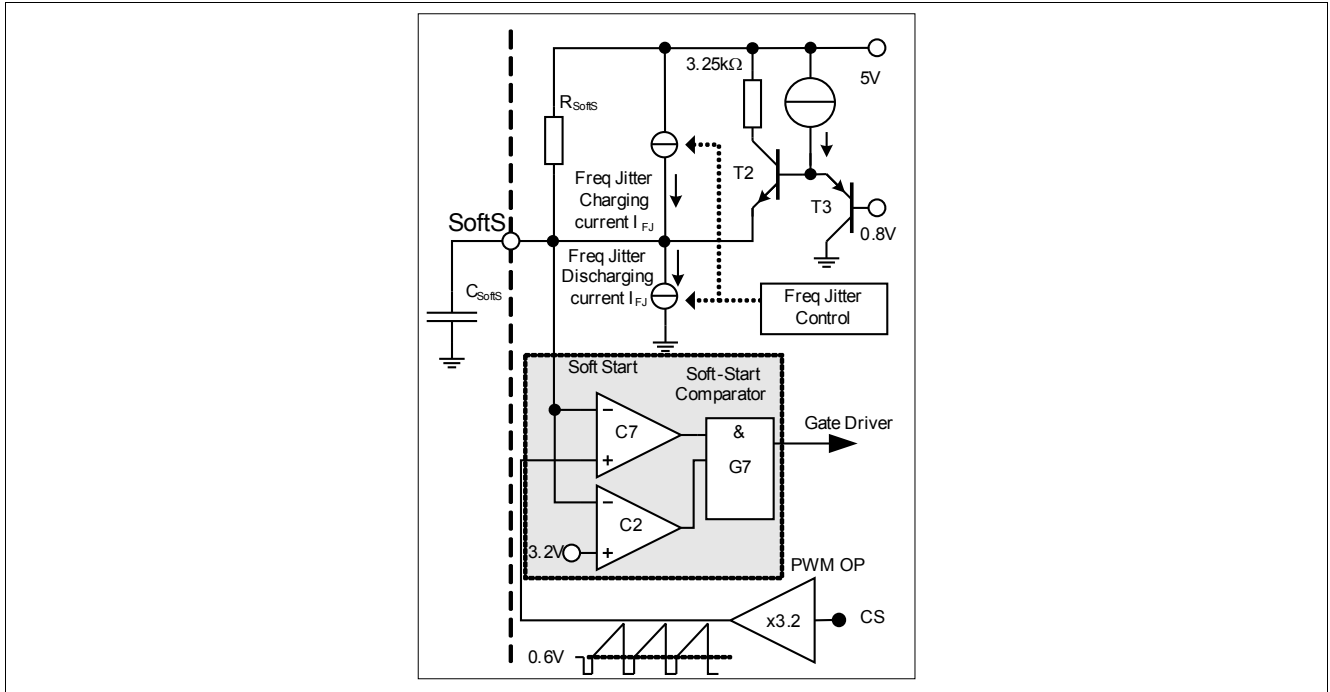 3.25kΩ
5V
RSoftS
T2
Freq Jitter
Charging
current I FJ
T3
0.8V
SoftS
Freq Jitter
Discharging
current I FJ
CSoftS
Freq Jitter
Control
Soft Start
Soft-Start
Comparator
C7
&
G7
Gate Driver
C2
3.2V
PWM OP
x3.2
CS
0.6V